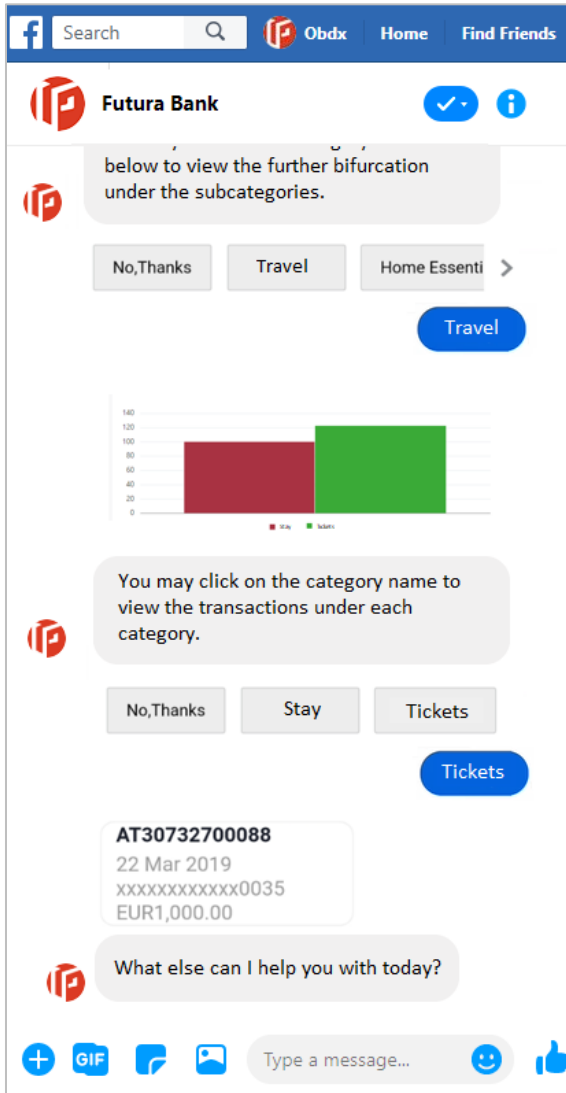 Search
Obdx
Home
Find Friends
Futura Bank
below to view the further bifurcation
under the subcategories.
No,Thanks
Travel
Home Essenti
Travel
140
120
100
80
60
40
20
0
Stay
Tickets
You may click on the category name to
view the transactions under each
category.
No,Thanks
Stay
Tickets
Tickets
AT30732700088
22 Mar 2019
xxxxxxxxxxxx0035
EUR1,000.00
What else can I help you with today?
GIF
Type a message...